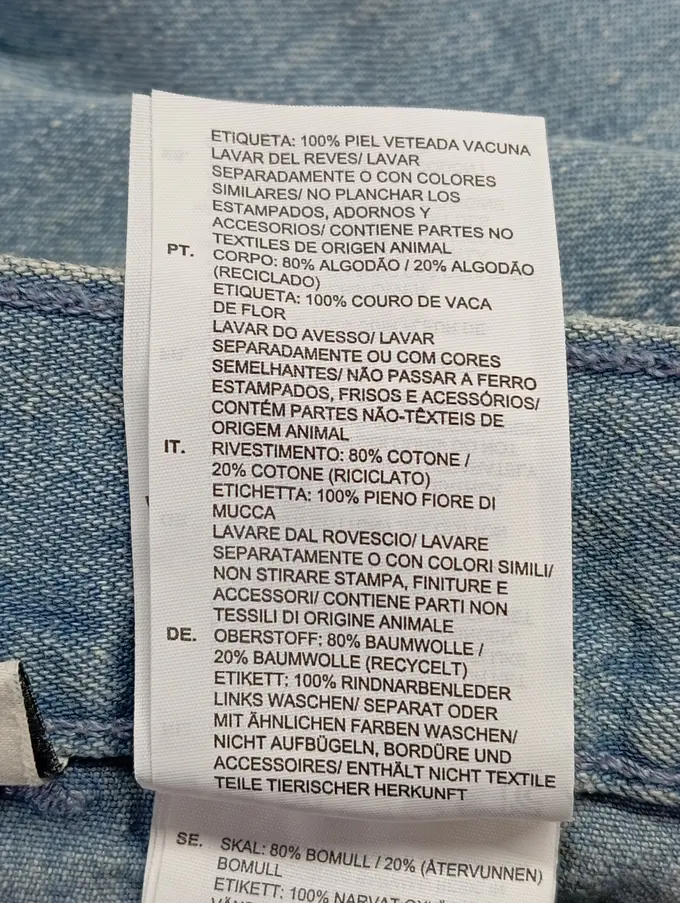 ETIQUETA: 100% PIEL VETEADA VACUNA
LAVAR DEL REVES/ LAVAR
SEPARADAMENTE O CON COLORES
SIMILARES/ NO PLANCHAR LOS
ESTAMPADOS, ADORNOS Y
ACCESORIOS/ CONTIENE PARTES NO
TEXTILES DE ORIGEN ANIMAL
PT. CORPO: 80% ALGODÃO / 20% ALGODÃO
(RECICLADO)
ETIQUETA: 100% COURO DE VACA
DE FLOR
LAVAR DO AVESSO/ LAVAR
SEPARADAMENTE OU COM CORES
SEMELHANTES/ NÃO PASSAR A FERRO
ESTAMPADOS, FRISOS E ACESSÓRIOS/
CONTÉM PARTES NÃO-TÊXTEIS DE
ORIGEM ANIMAL
IT. RIVESTIMENTO: 80% COTONE /
20% COTONE (RICICLATO)
ETICHETTA: 100% PIENO FIORE DI
MUCCA
LAVARE DAL ROVESCIO/ LAVARE
SEPARATAMENTE O CON COLORI SIMILI/
NON STIRARE STAMPA, FINITURE E
ACCESSORI/ CONTIENE PARTI NON
TESSILI DI ORIGINE ANIMALE
DE. OBERSTOFF: 80% BAUMWOLLE /
20% BAUMWOLLE (RECYCELT)
ETIKETT: 100% RINDNARBENLEDER
LINKS WASCHEN/ SEPARAT ODER
MIT ÄHNLICHEN FARBEN WASCHEN/
NICHT AUFBÜGELN, BORDÜRE UND
ACCESSOIRES/ ENTHÄLT NICHT TEXTILE
TEILE TIERISCHER HERKUNFT
SE. SKAL: 80% BOMULL / 20% (ÅTERVUNNEN)
BOMULL
ETIKETT: 100% NARVAT